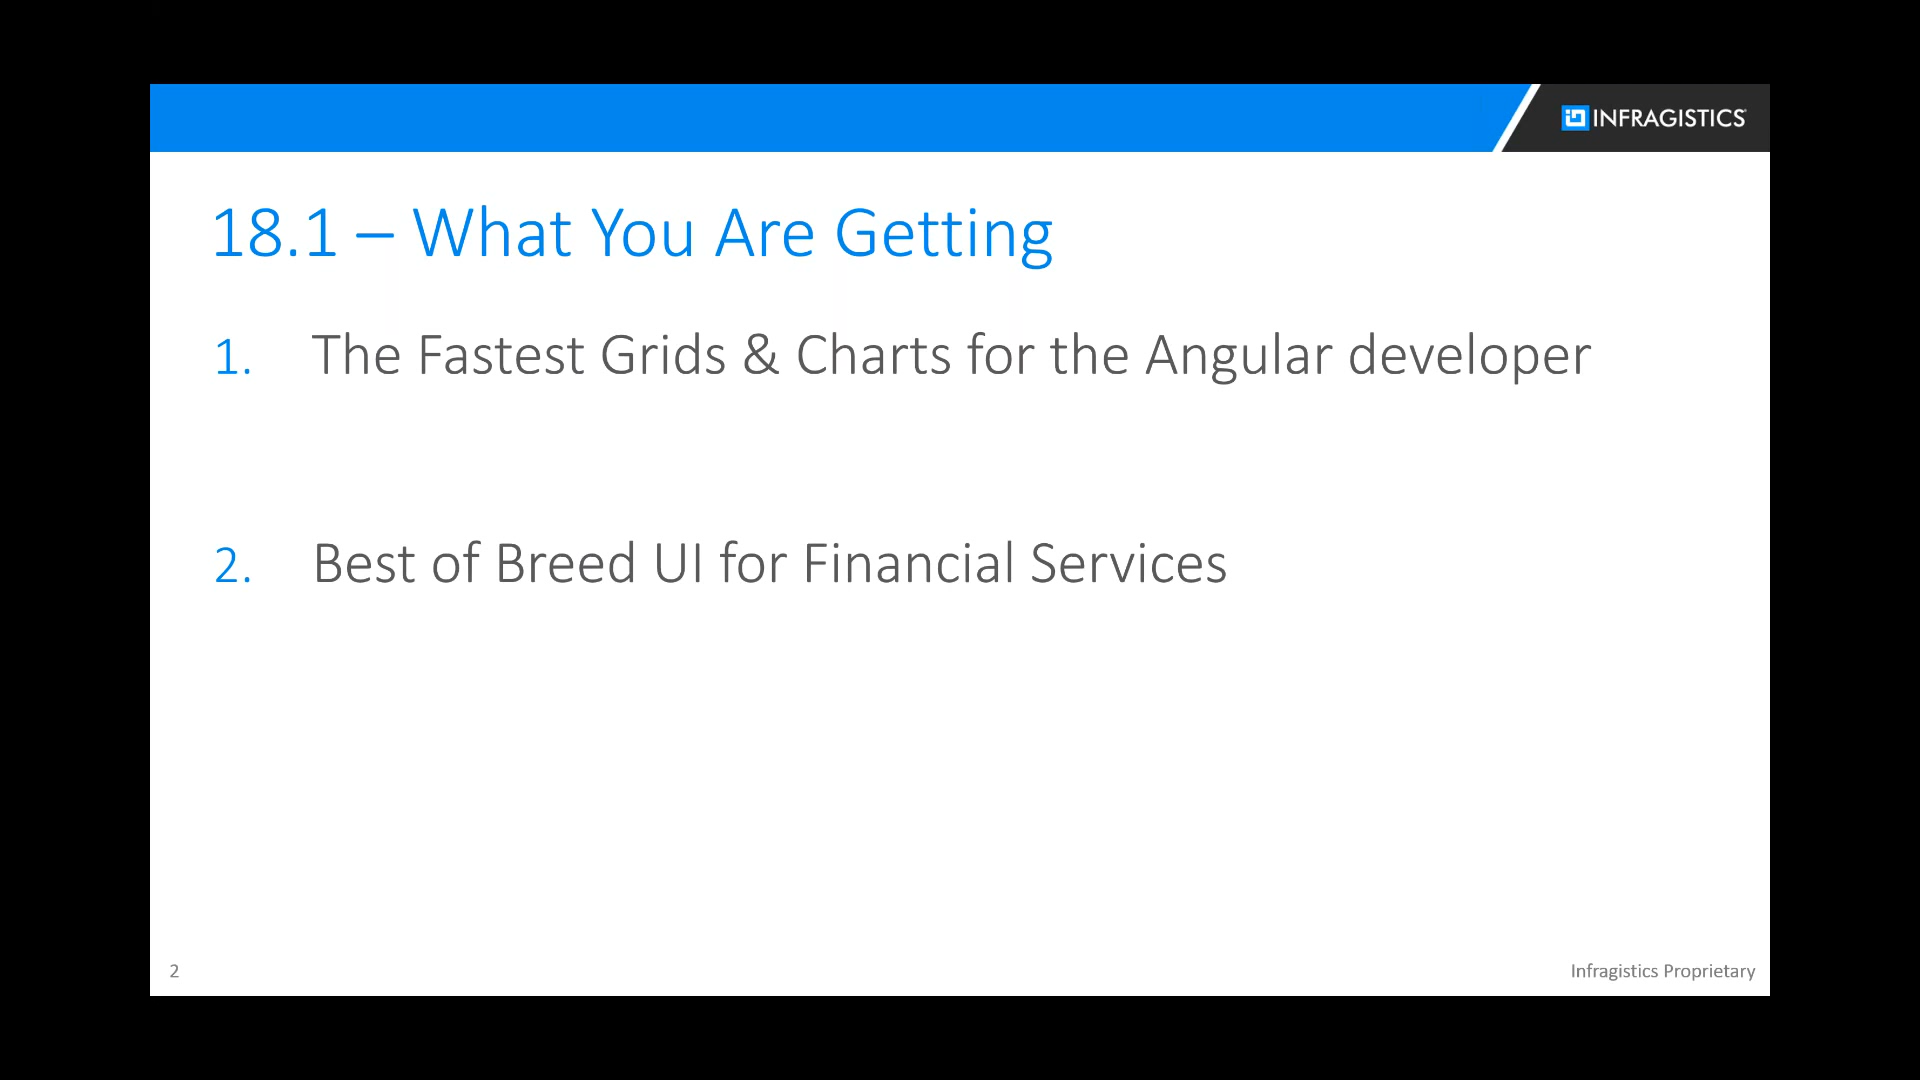 INFRAGISTICS
18.1 – What You Are Getting
1. The Fastest Grids & Charts for the Angular developer
2. Best of Breed UI for Financial Services
2
Infragistics Proprietary